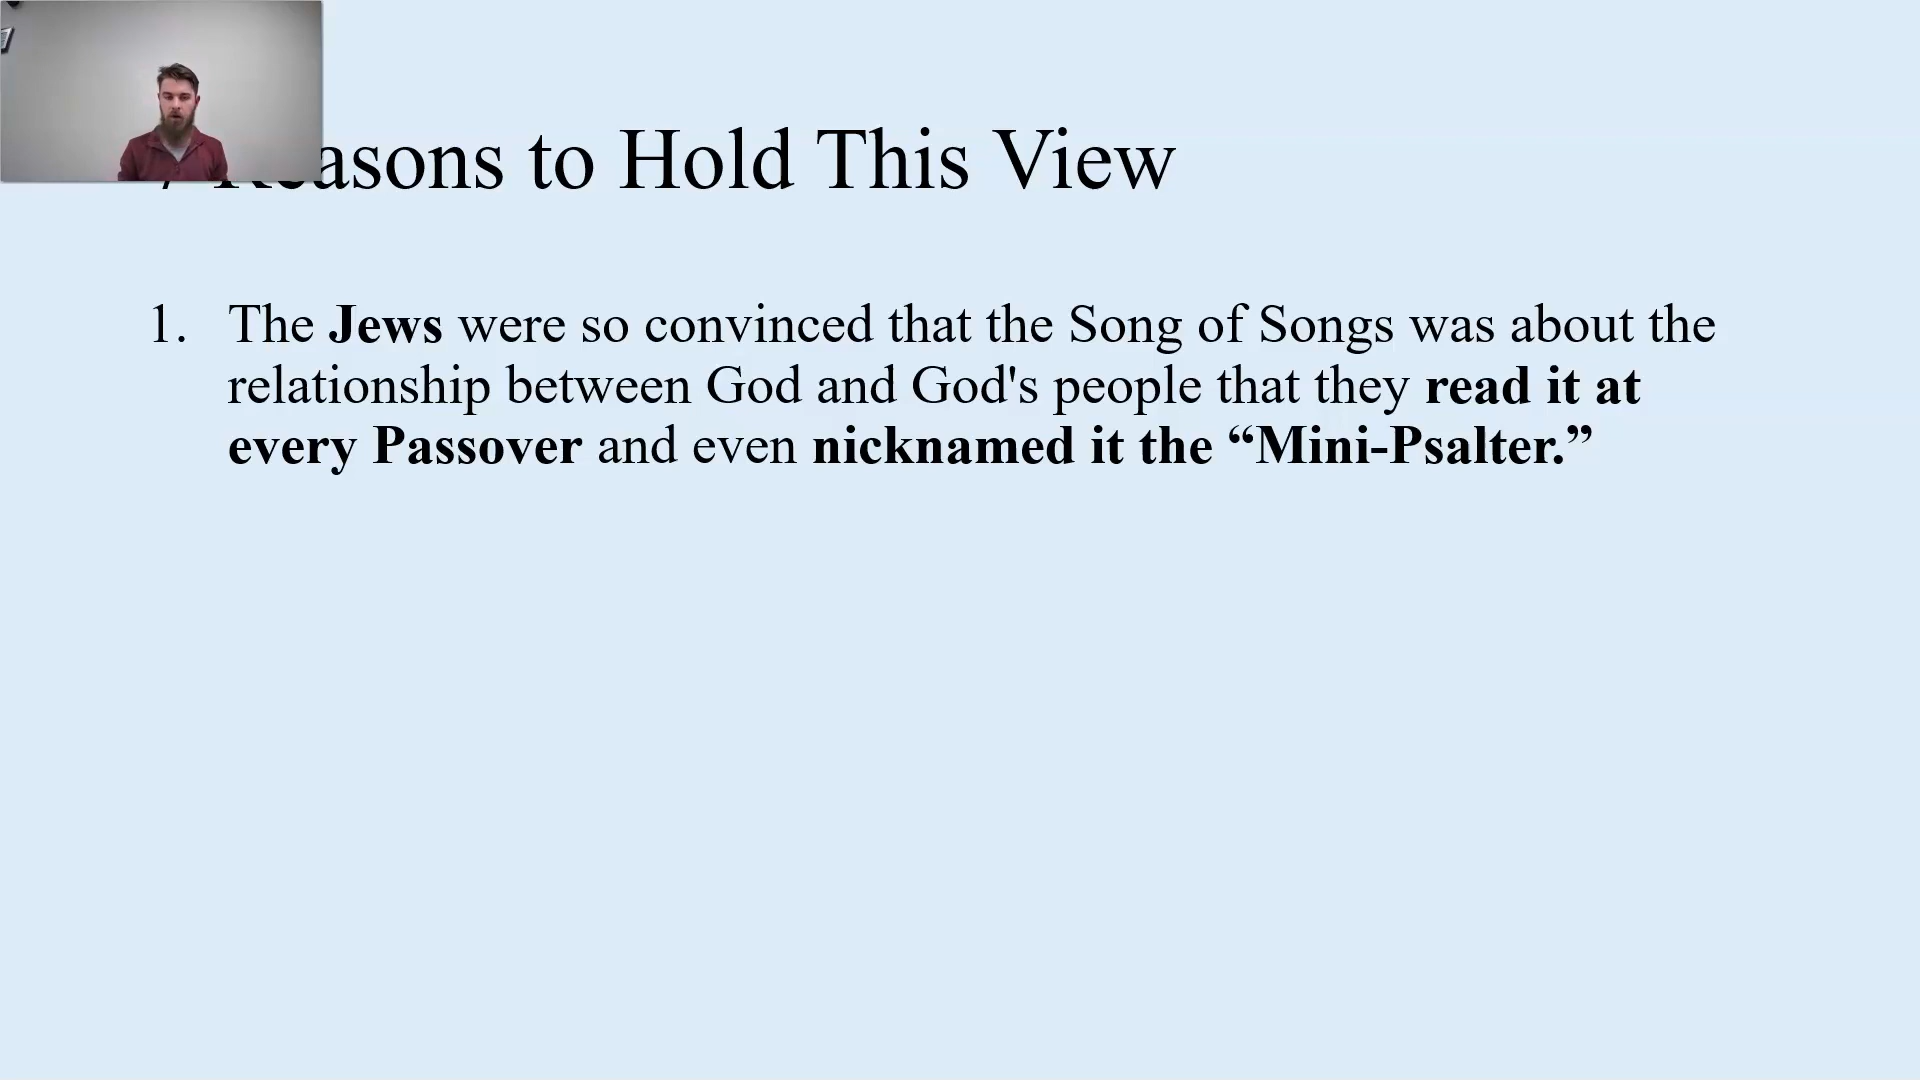 Reasons to Hold This View
1. The Jews were so convinced that the Song of Songs was about the
relationship between God and God's people that they read it at
every Passover and even nicknamed it the “Mini-Psalter.”